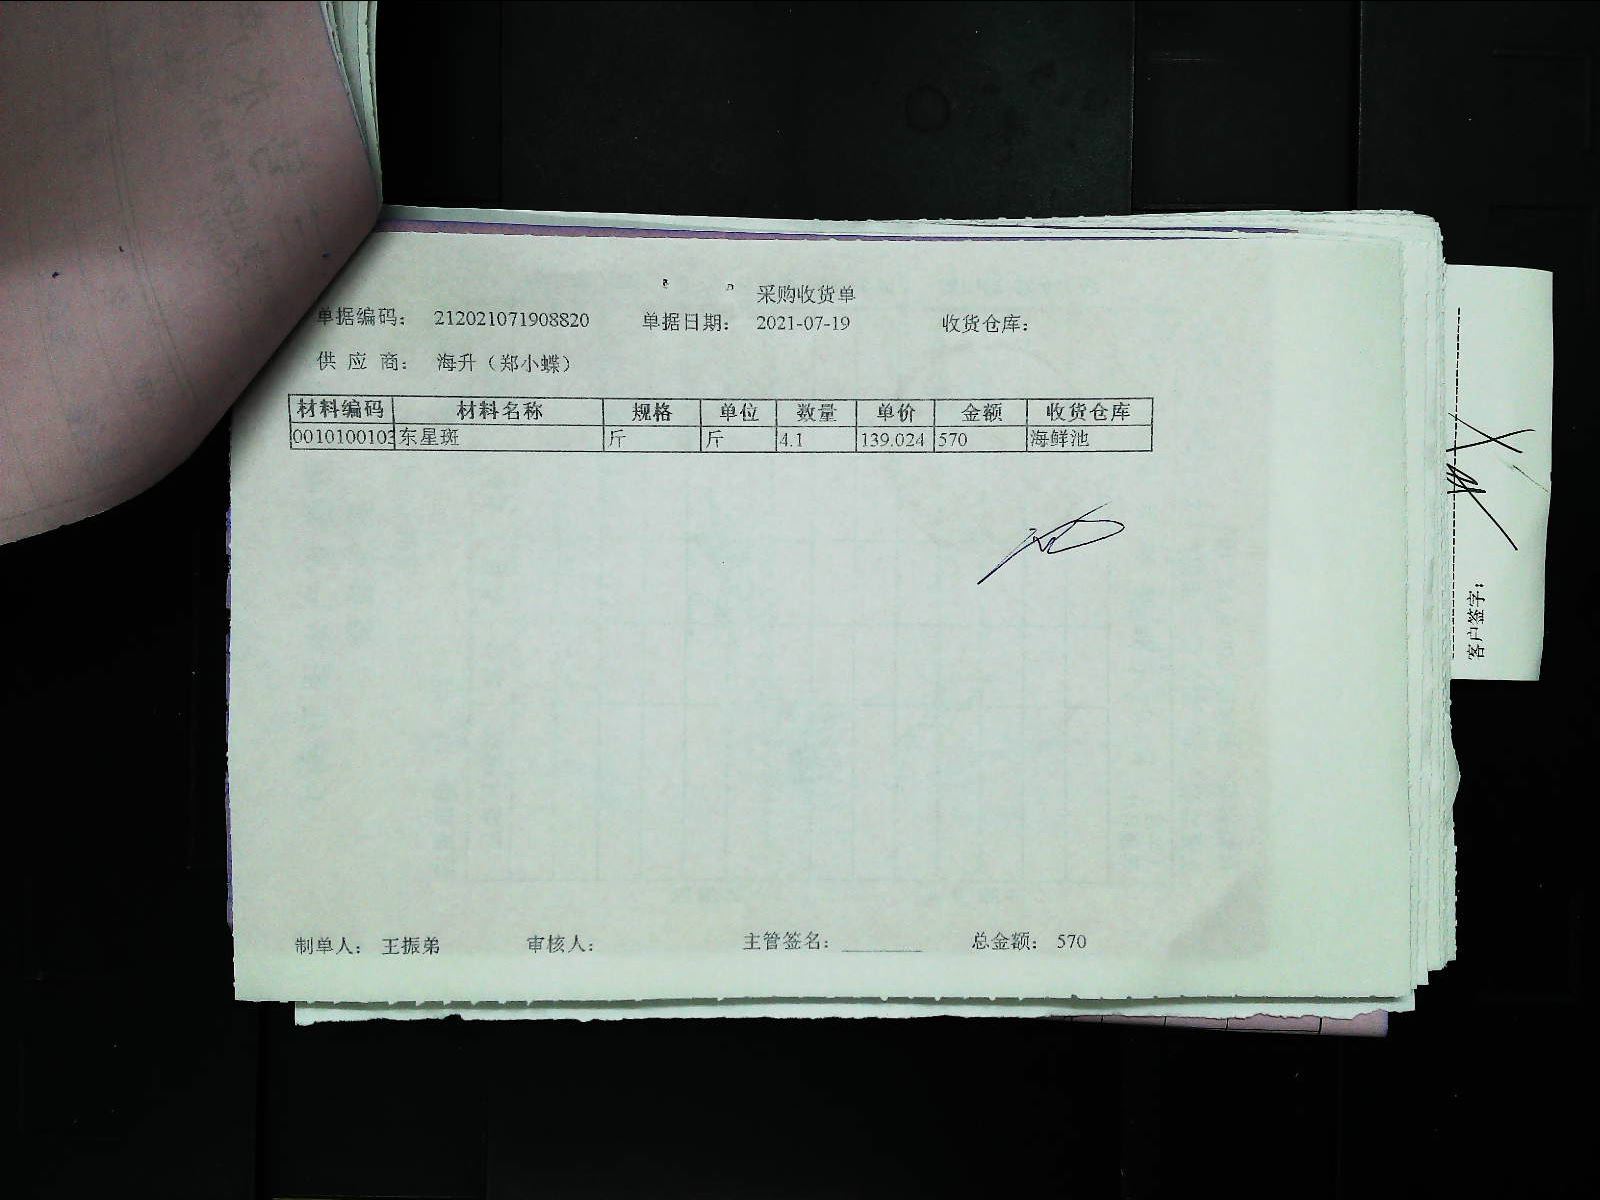 采购收货单
单据编码： 212021071908820 单据日期： 2021-07-19 收货仓库：
供 应 商： 海升（郑小蝶）
材料编码 材料名称 规格 单位 数量 单价 金额 收货仓库
0010100103 东星斑 斤 斤 4.1 139.024 570 海鲜池
制单人： 王振弟 审核人： 主管签名： ________ 总金额： 570
客户签字：